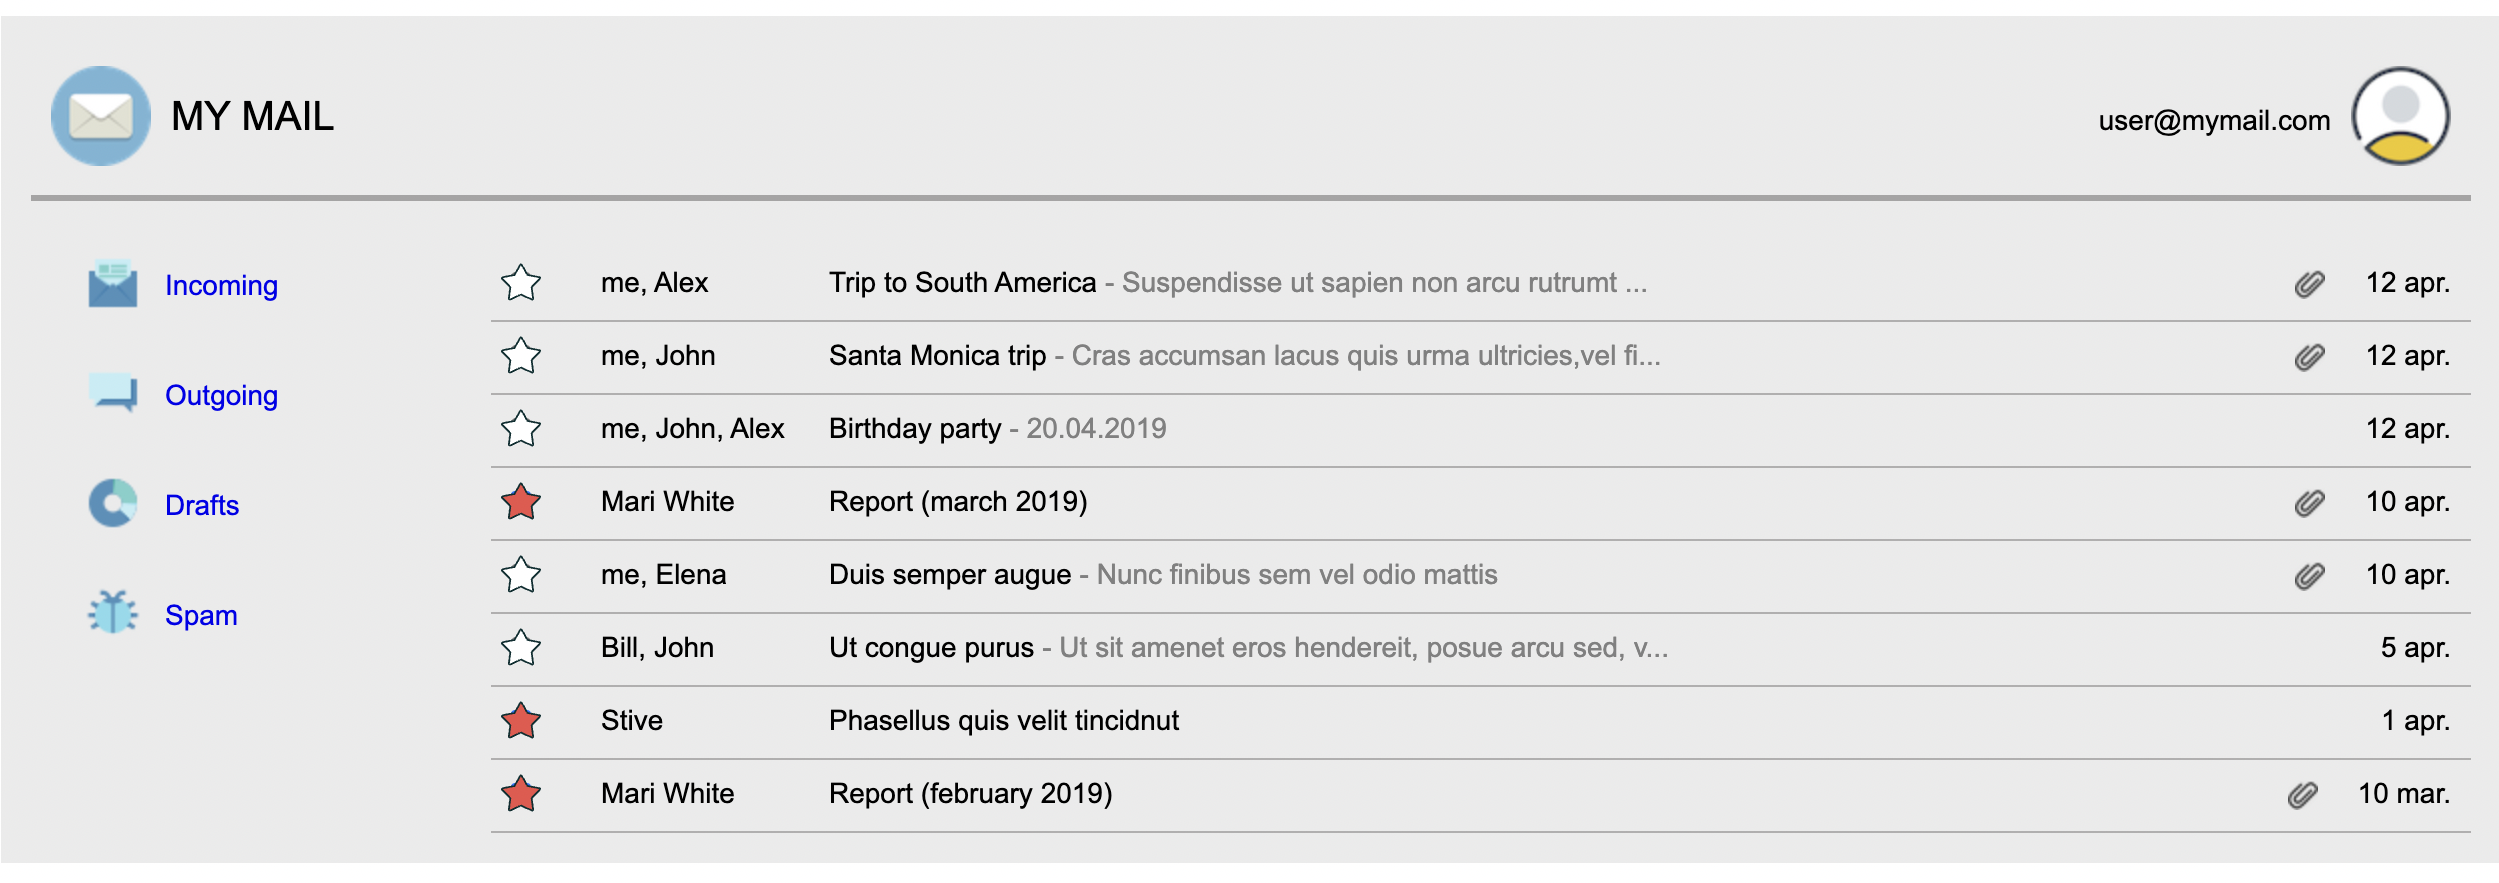 MY MAIL
user@mymail.com
Incoming
Outgoing
Drafts
Spam
me, Alex Trip to South America - Suspendisse ut sapien non arcu rutrumt ... 12 apr.
me, John Santa Monica trip - Cras accumsan lacus quis urma ultricies,vel fi... 12 apr.
me, John, Alex Birthday party - 20.04.2019 12 apr.
Mari White Report (march 2019) 10 apr.
me, Elena Duis semper augue - Nunc finibus sem vel odio mattis 10 apr.
Bill, John Ut congue purus - Ut sit amenet eros hendereit, posue arcu sed, v... 5 apr.
Stive Phasellus quis velit tincidnut 1 apr.
Mari White Report (february 2019) 10 mar.